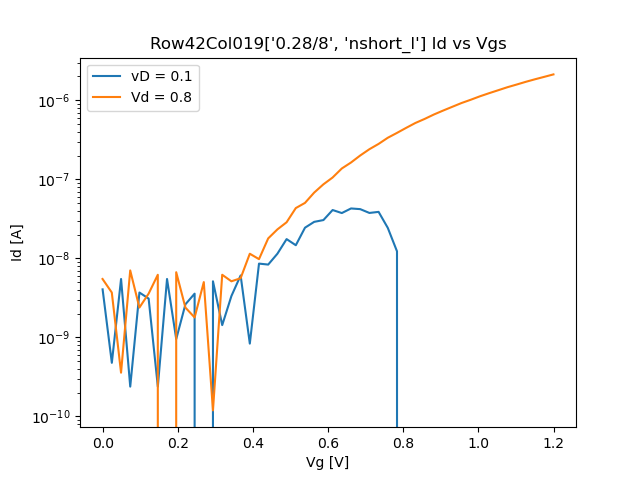 Row42Col019['0.28/8', 'nshort_l'] Id vs Vgs
vD = 0.1
Vd = 0.8
10⁻⁶
10⁻⁷
10⁻⁸
10⁻⁹
10⁻¹⁰
Id [A]
0.0 0.2 0.4 0.6 0.8 1.0 1.2
Vg [V]